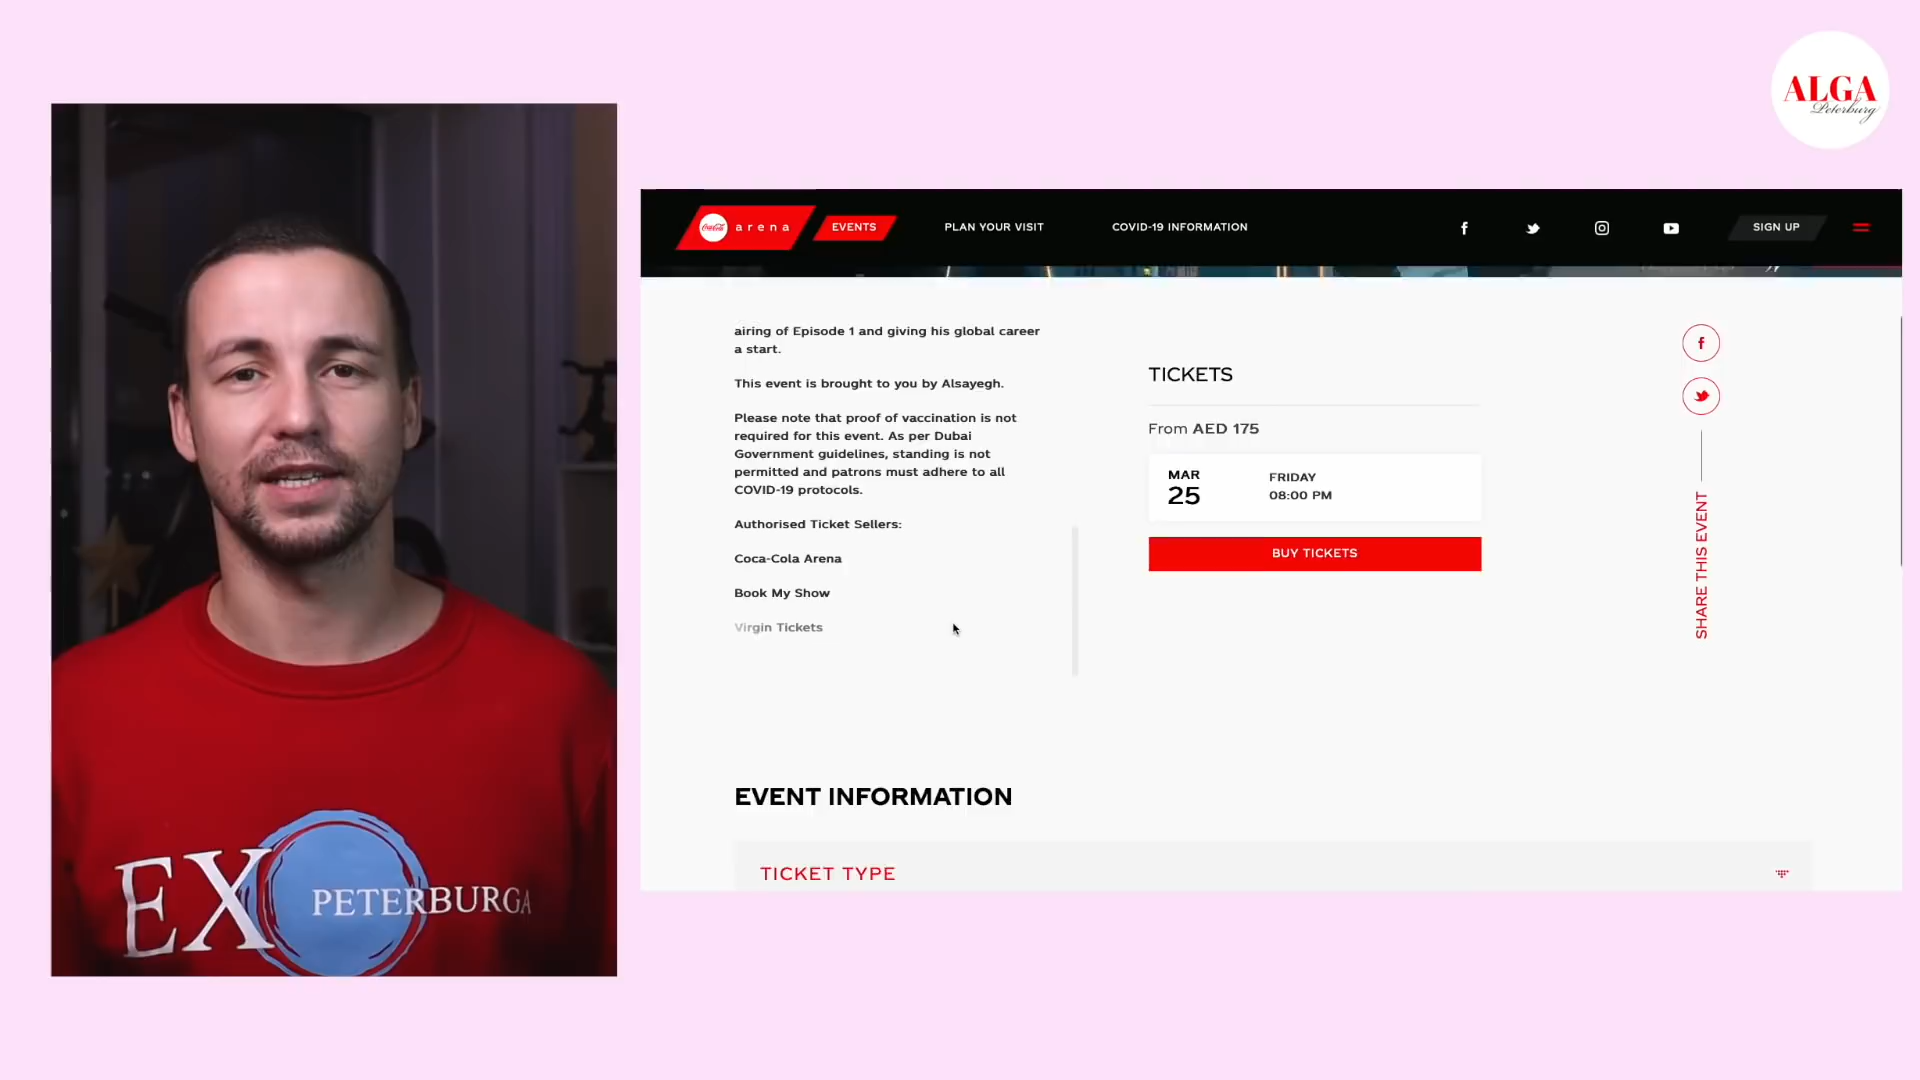 ALGA
Peterburg
Coca-Cola arena
EVENTS
PLAN YOUR VISIT
COVID-19 INFORMATION
SIGN UP
airing of Episode 1 and giving his global career
a start.
This event is brought to you by Alsayegh.
Please note that proof of vaccination is not
required for this event. As per Dubai
Government guidelines, standing is not
permitted and patrons must adhere to all
COVID-19 protocols.
Authorised Ticket Sellers:
Coca-Cola Arena
Book My Show
Virgin Tickets
TICKETS
From AED 175
MAR
25
FRIDAY
08:00 PM
BUY TICKETS
SHARE THIS EVENT
EVENT INFORMATION
TICKET TYPE
EX
PETERBURGA